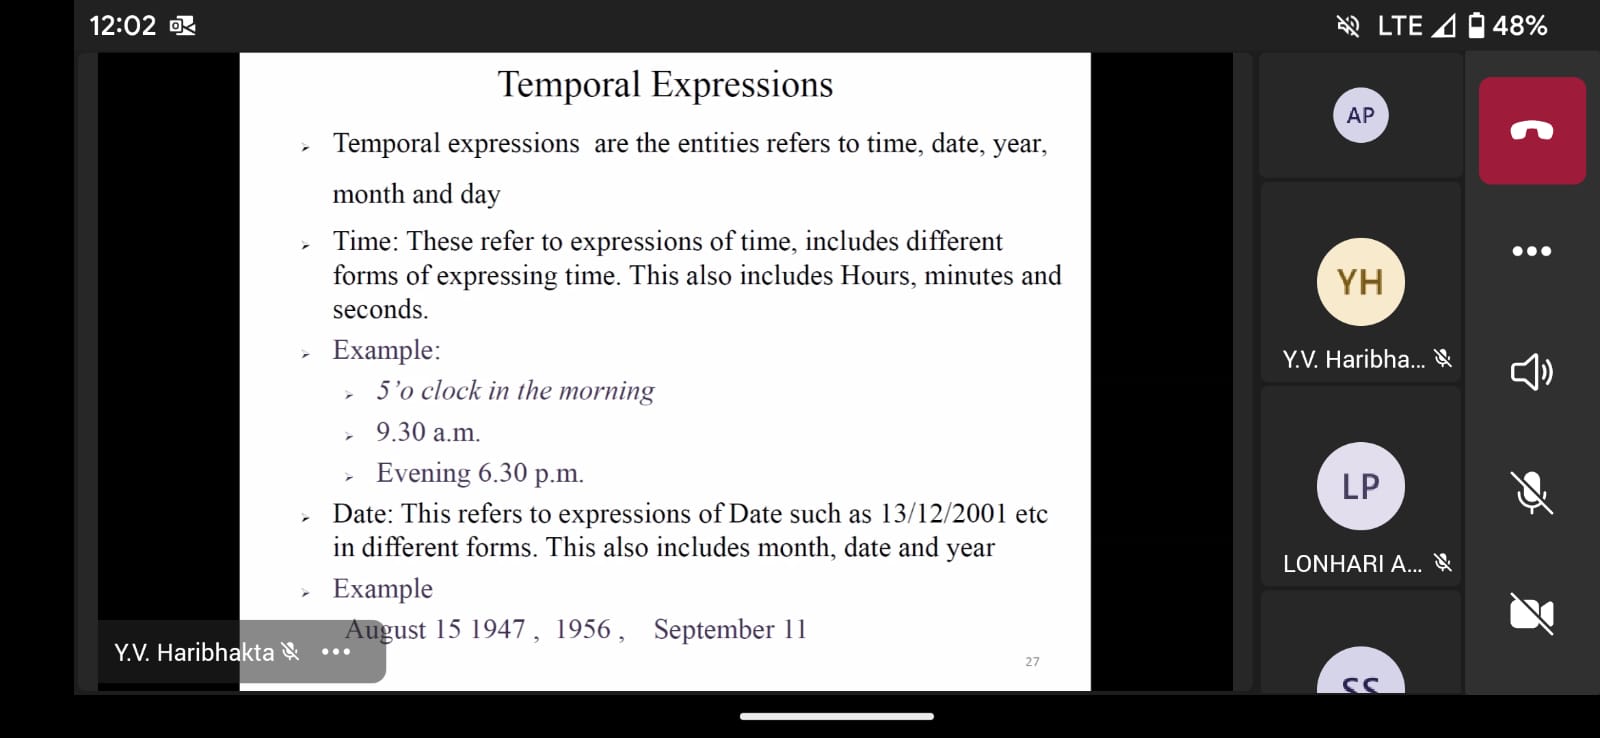 12:02
LTE 48%
Temporal Expressions
Temporal expressions are the entities refers to time, date, year,
month and day
Time: These refer to expressions of time, includes different
forms of expressing time. This also includes Hours, minutes and
seconds.
Example:
5’o clock in the morning
9.30 a.m.
Evening 6.30 p.m.
Date: This refers to expressions of Date such as 13/12/2001 etc
in different forms. This also includes month, date and year
Example
August 15 1947 , 1956 , September 11
27
Y.V. Haribhakta
AP
YH
Y.V. Haribha...
LP
LONHARI A...
SS